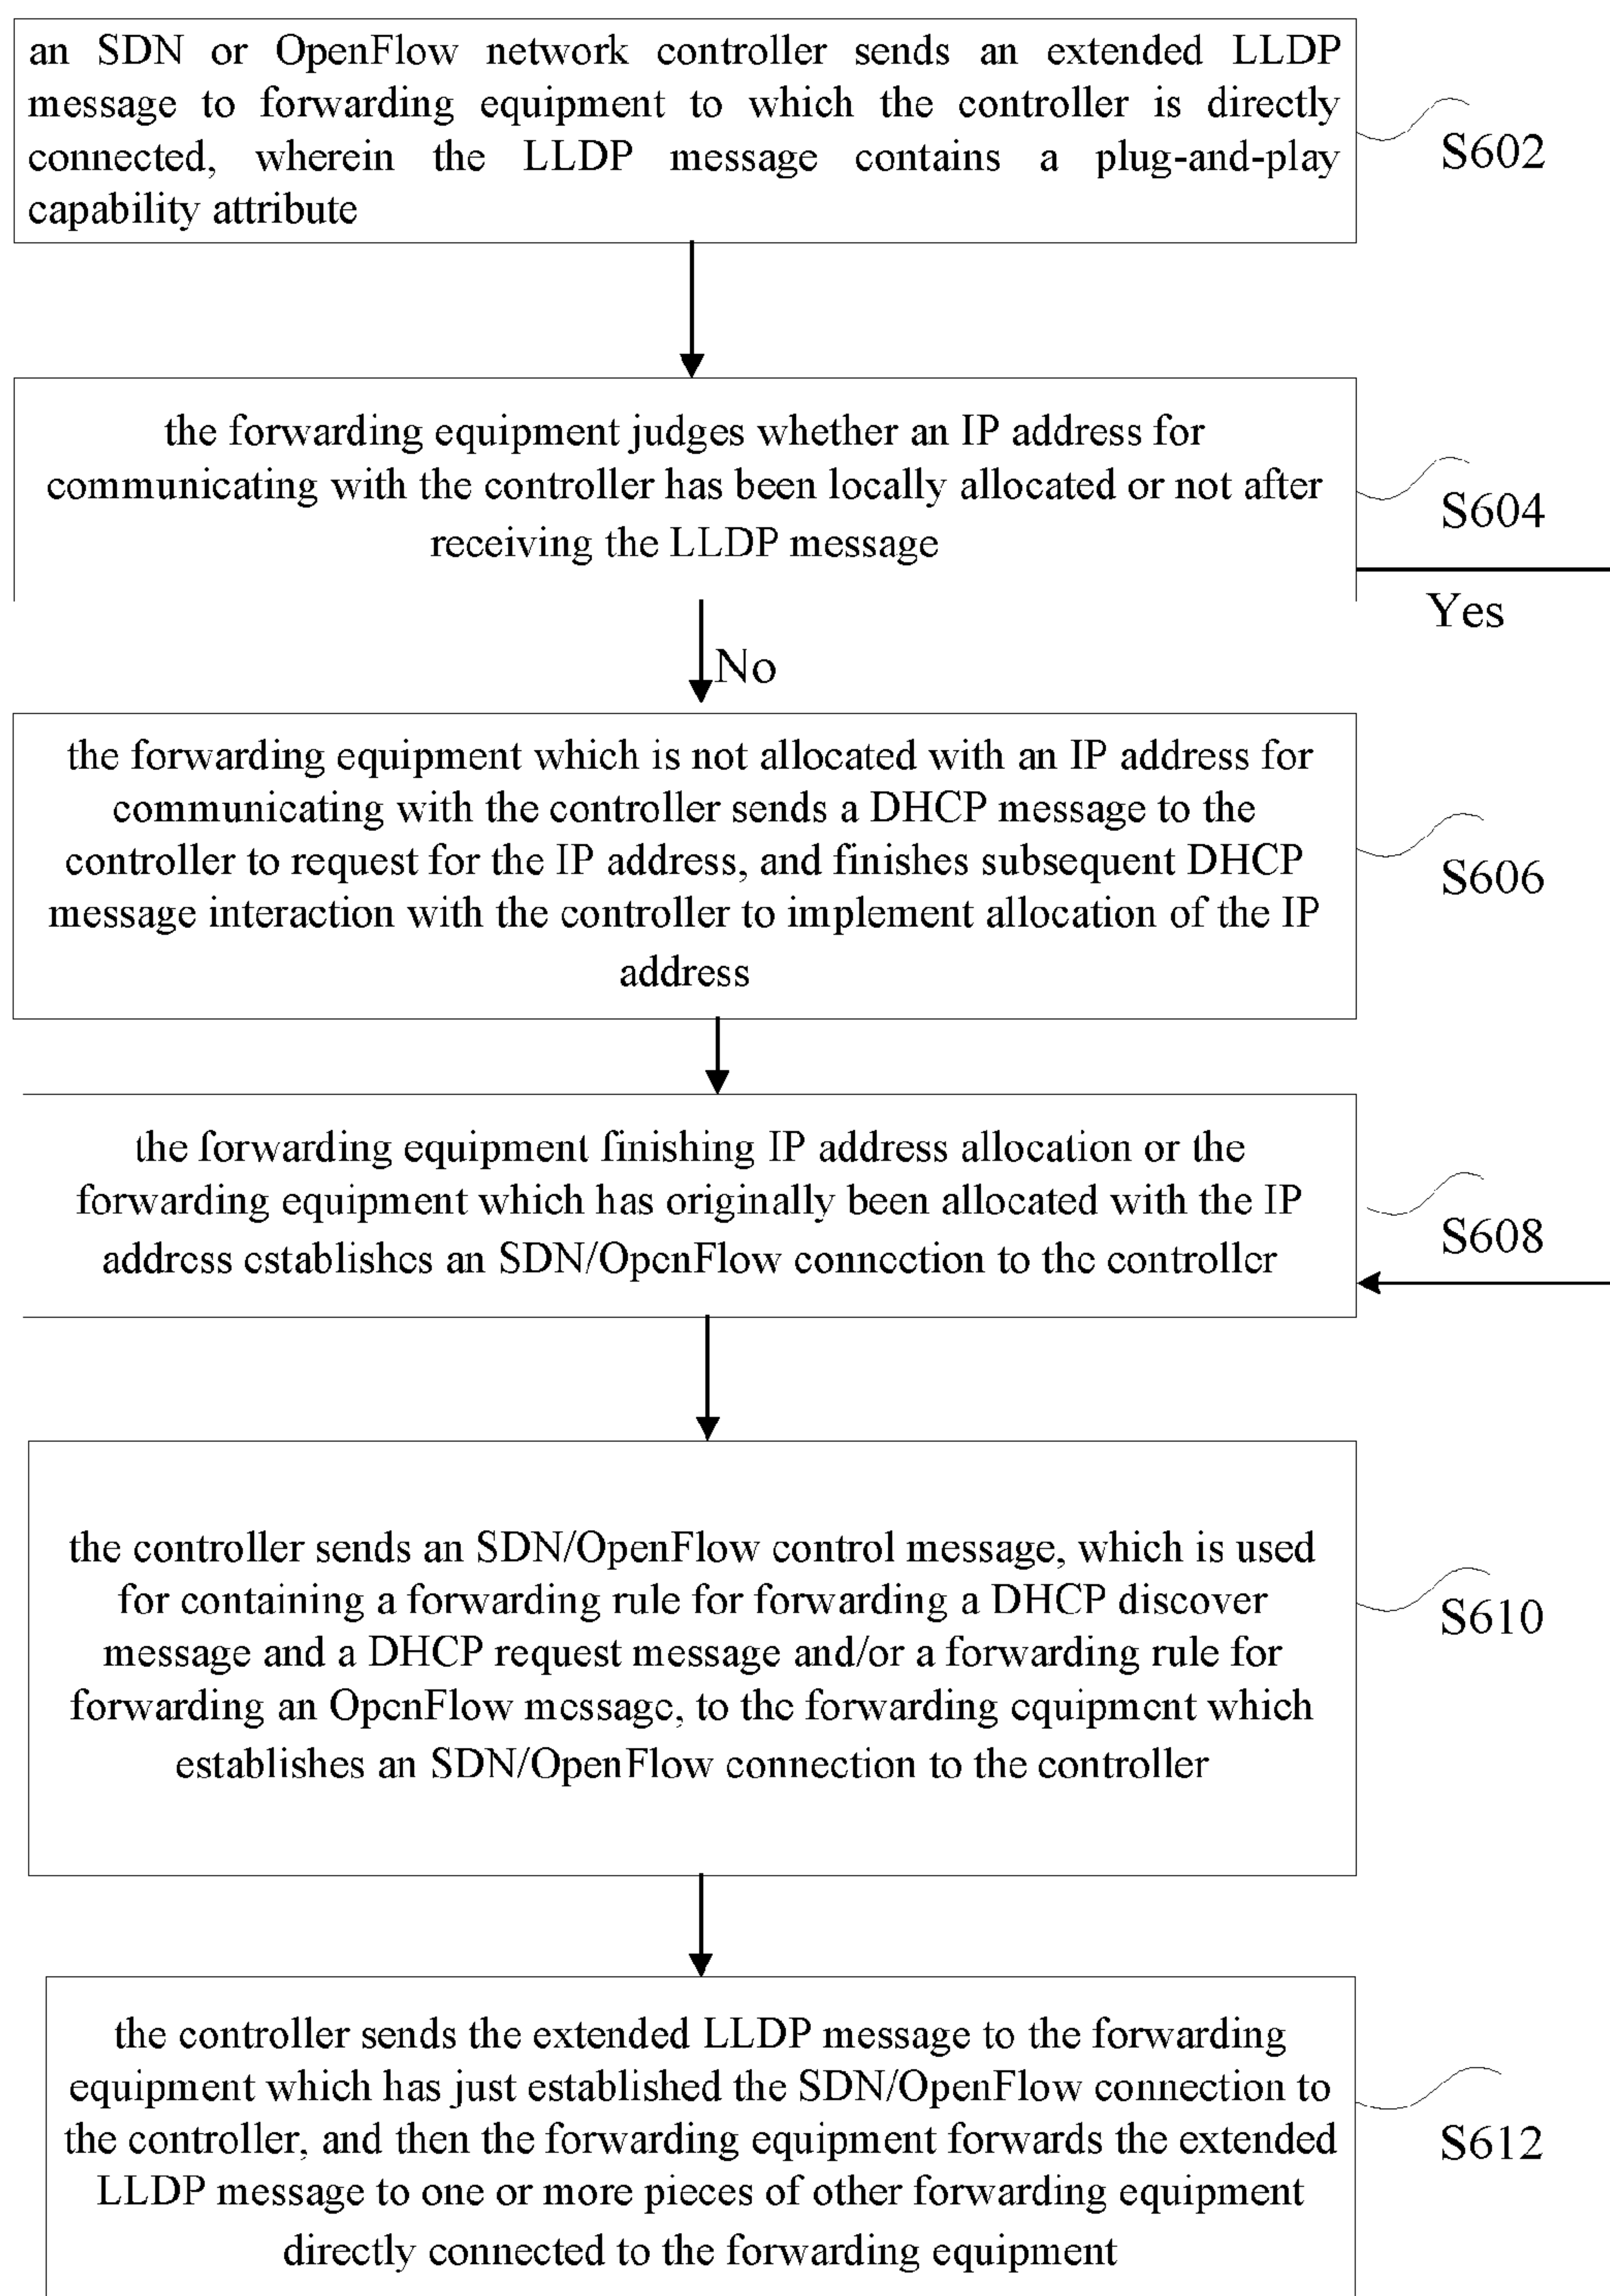 an SDN or OpenFlow network controller sends an extended LLDP
message to forwarding equipment to which the controller is directly
connected, wherein the LLDP message contains a plug-and-play
capability attribute
S602
the forwarding equipment judges whether an IP address for
communicating with the controller has been locally allocated or not after
receiving the LLDP message
S604
Yes
No
the forwarding equipment which is not allocated with an IP address for
communicating with the controller sends a DHCP message to the
controller to request for the IP address, and finishes subsequent DHCP
message interaction with the controller to implement allocation of the IP
address
S606
the forwarding equipment finishing IP address allocation or the
forwarding equipment which has originally been allocated with the IP
address establishes an SDN/OpenFlow connection to the controller
S608
the controller sends an SDN/OpenFlow control message, which is used
for containing a forwarding rule for forwarding a DHCP discover
message and a DHCP request message and/or a forwarding rule for
forwarding an OpenFlow message, to the forwarding equipment which
establishes an SDN/OpenFlow connection to the controller
S610
the controller sends the extended LLDP message to the forwarding
equipment which has just established the SDN/OpenFlow connection to
the controller, and then the forwarding equipment forwards the extended
LLDP message to one or more pieces of other forwarding equipment
directly connected to the forwarding equipment
S612